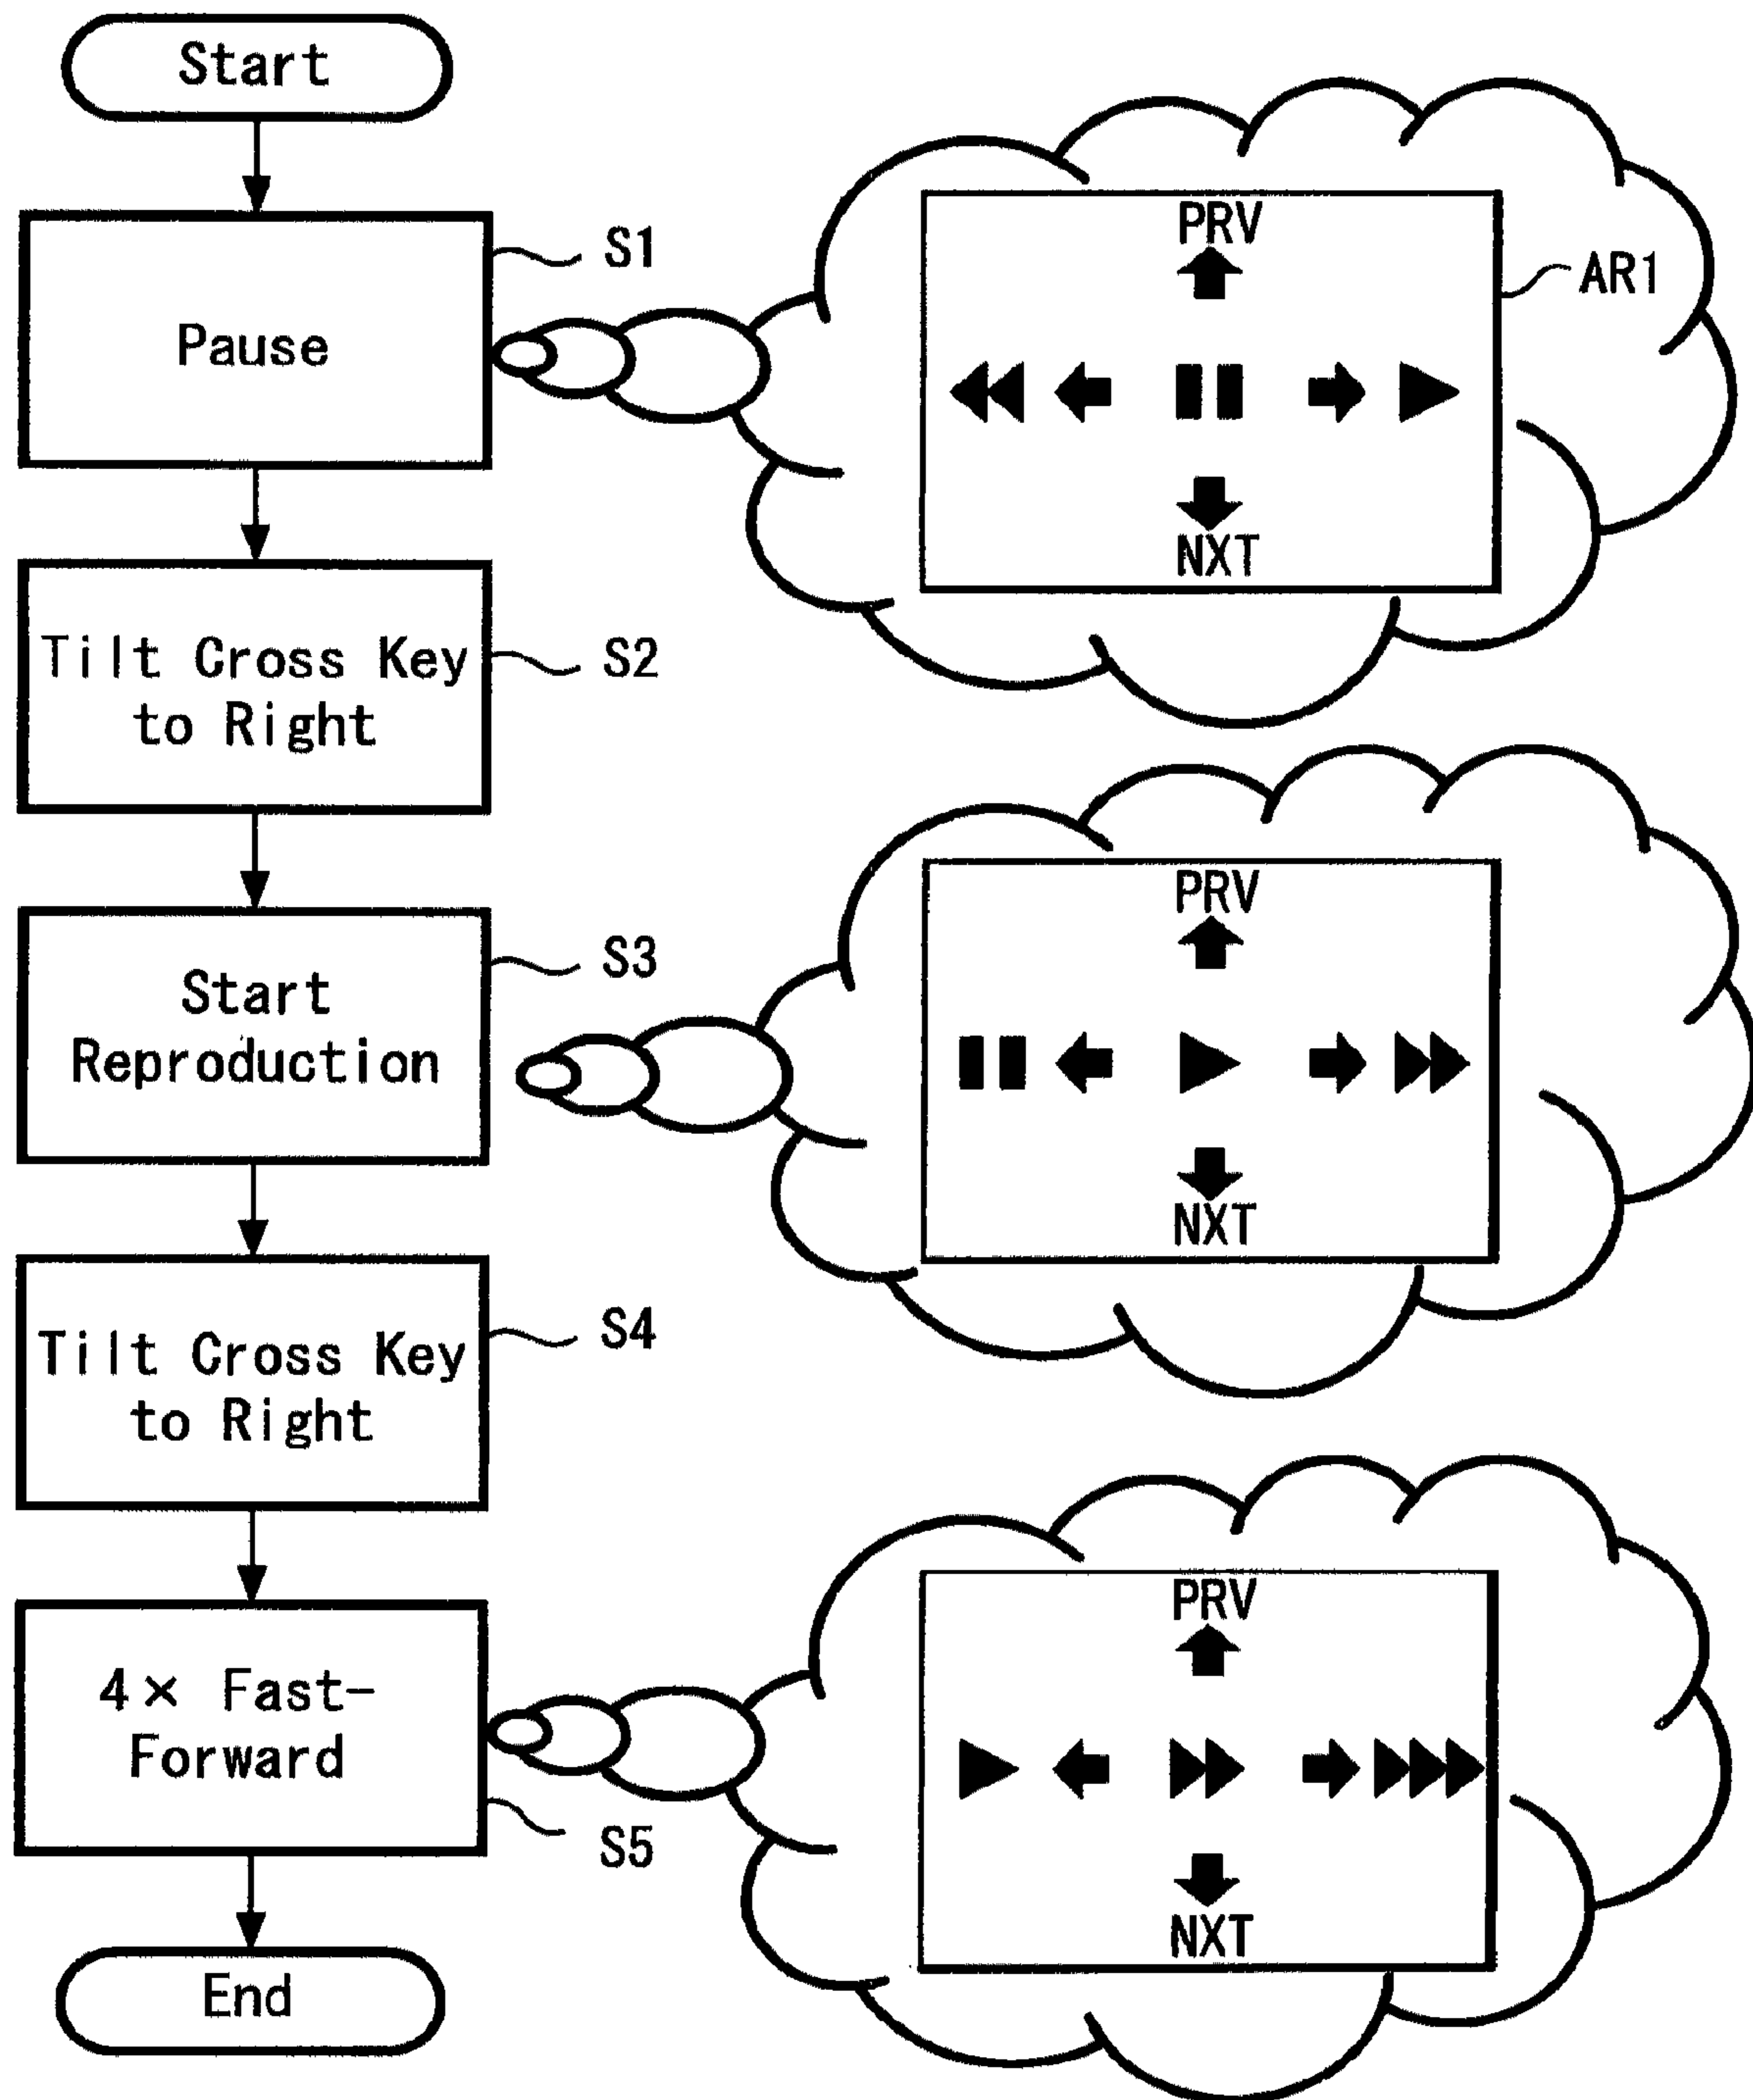 Start
S1
Pause
PRV
AR1
NXT
S2
Tilt Cross Key
to Right
S3
Start
Reproduction
PRV
NXT
S4
Tilt Cross Key
to Right
4× Fast-
Forward
S5
PRV
NXT
End